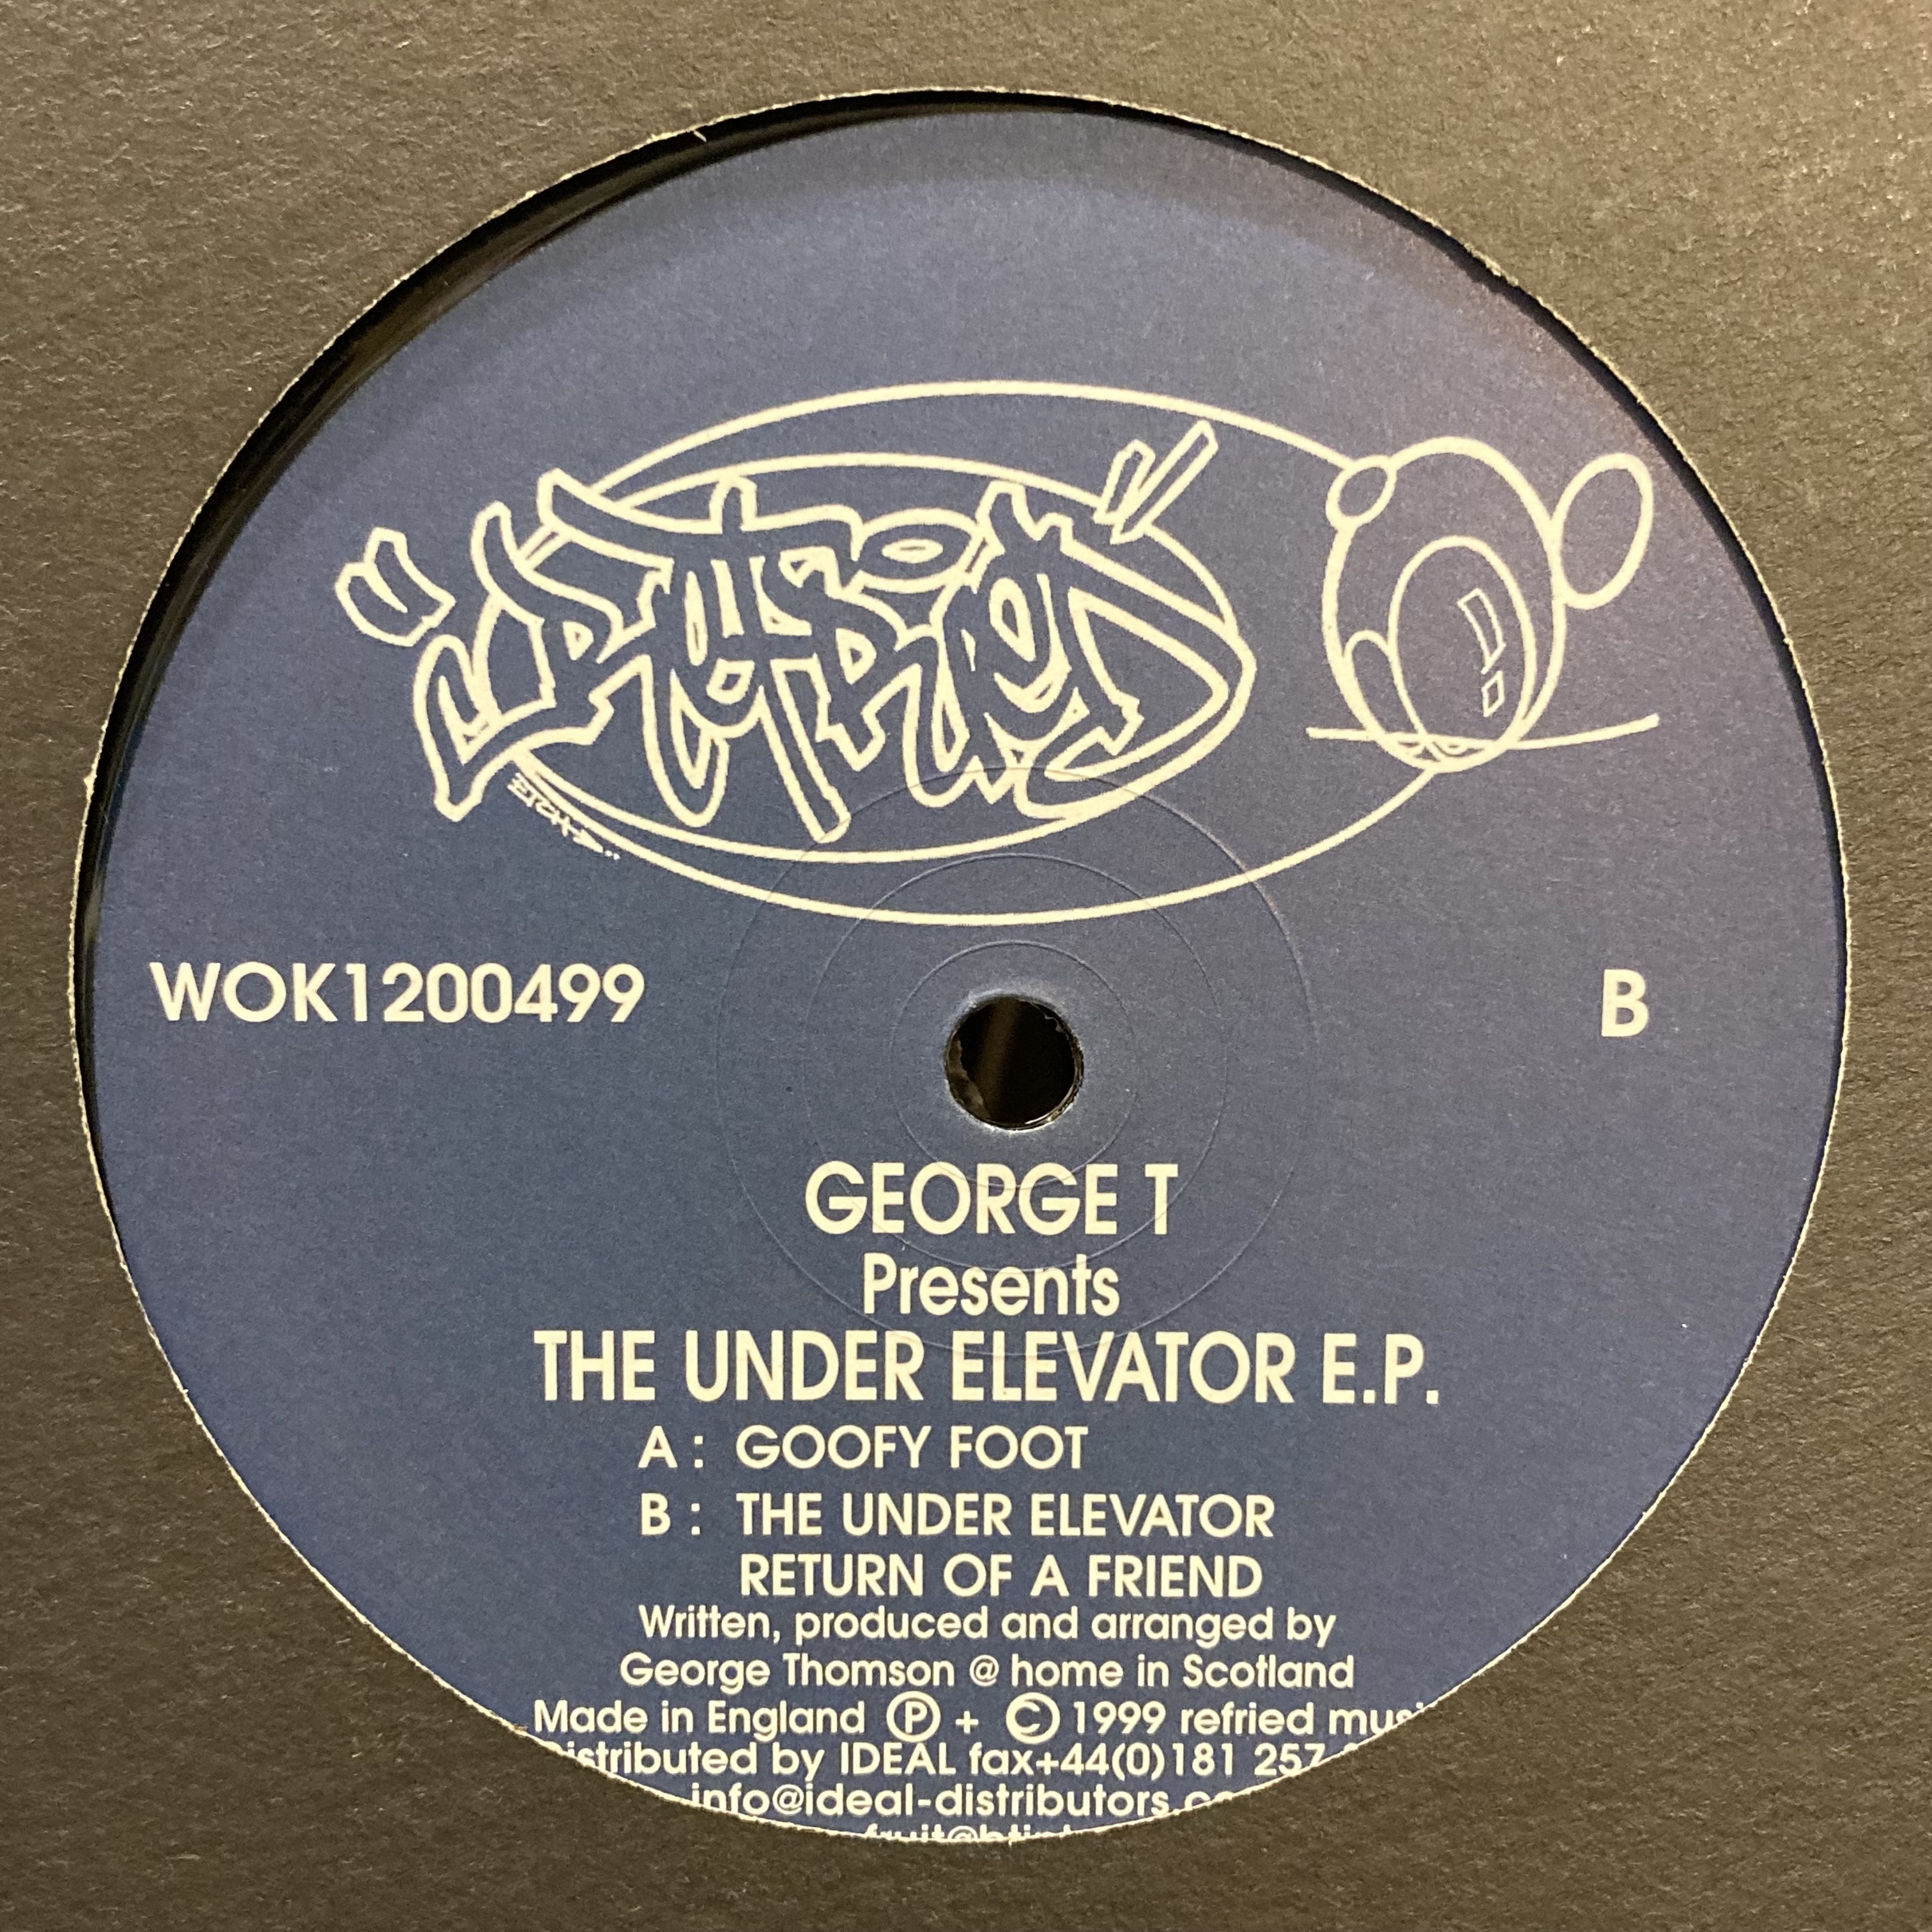 REFRIED
WOK1200499
B
GEORGE T
Presents
THE UNDER ELEVATOR E.P.
A : GOOFY FOOT
B : THE UNDER ELEVATOR
RETURN OF A FRIEND
Written, produced and arranged by
George Thomson @ home in Scotland
Made in England Ⓟ + © 1999 refried
Distributed by IDEAL fax+44(0)181 257
info@ideal-distributors.